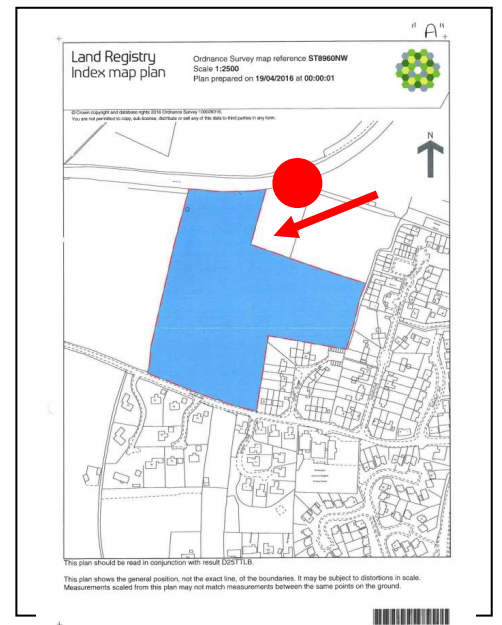 " A "
Land Registry
Index map plan
Ordnance Survey map reference ST8960NW
Scale 1:2500
Plan prepared on 19/04/2016 at 00:00:01
© Crown copyright and database rights 2016 Ordnance Survey 100026316.
You are not permitted to copy, sub-license, distribute or sell any of this data to third parties in any form.
N
This plan should be read in conjunction with result D25TTLB.
This plan shows the general position, not the exact line, of the boundaries. It may be subject to distortions in scale.
Measurements scaled from this plan may not match measurements between the same points on the ground.